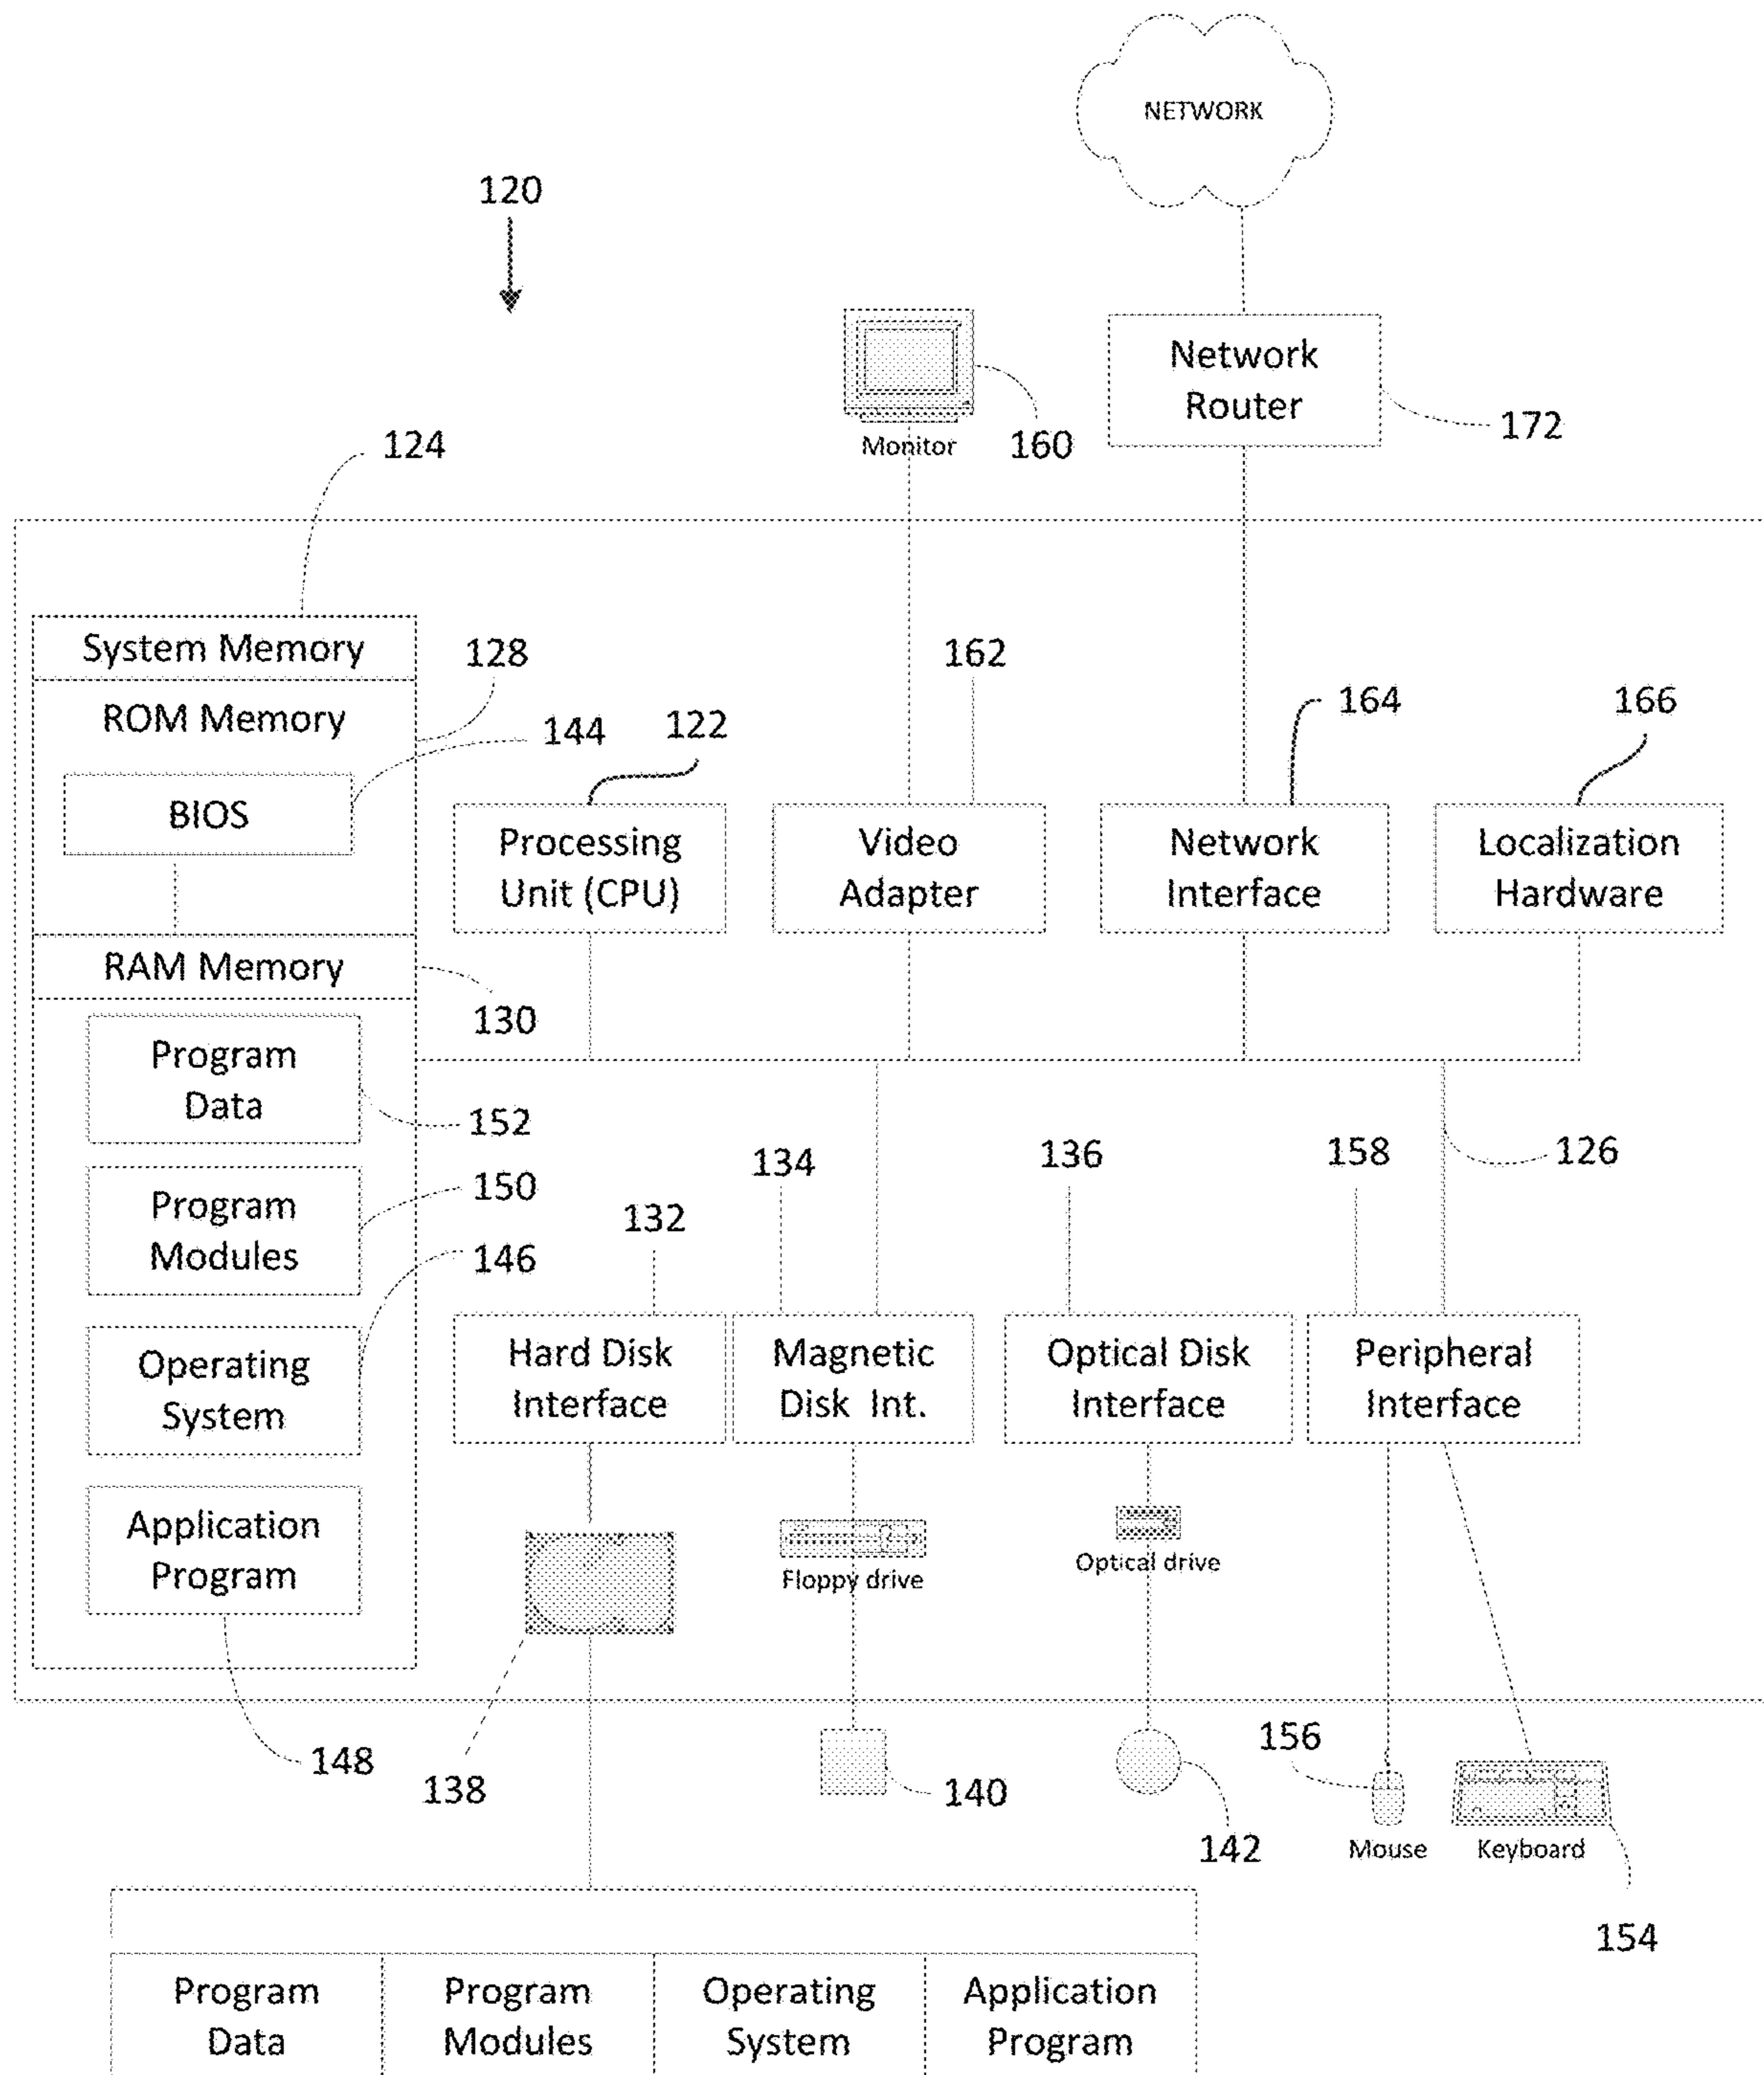 NETWORK
120
Network
Router
172
Monitor
160
124
System Memory
128
162
ROM Memory
144
122
164
166
BIOS
Processing
Unit (CPU)
Video
Adapter
Network
Interface
Localization
Hardware
RAM Memory
130
Program
Data
152
134
136
158
126
Program
Modules
150
132
146
Operating
System
Hard Disk
Interface
Magnetic
Disk Int.
Optical Disk
Interface
Peripheral
Interface
Application
Program
Floppy drive
Optical drive
148
138
140
142
156
Mouse
Keyboard
154
Program
Data
Program
Modules
Operating
System
Application
Program